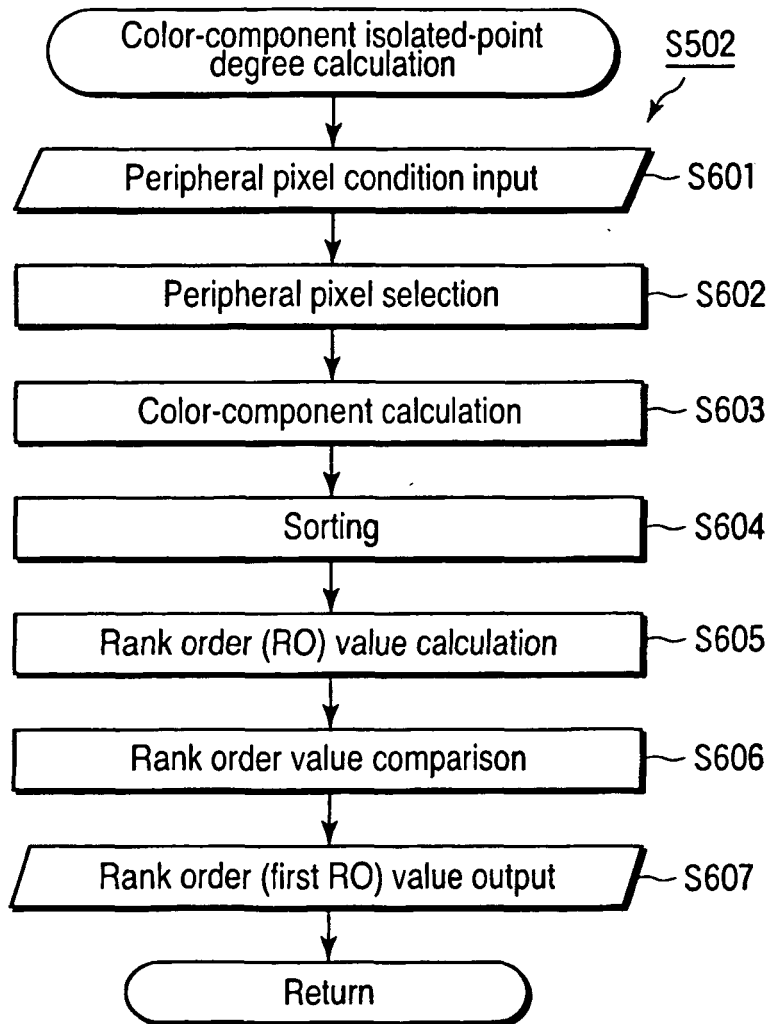 Color-component isolated-point
degree calculation
S502
Peripheral pixel condition input
S601
Peripheral pixel selection
S602
Color-component calculation
S603
Sorting
S604
Rank order (RO) value calculation
S605
Rank order value comparison
S606
Rank order (first RO) value output
S607
Return